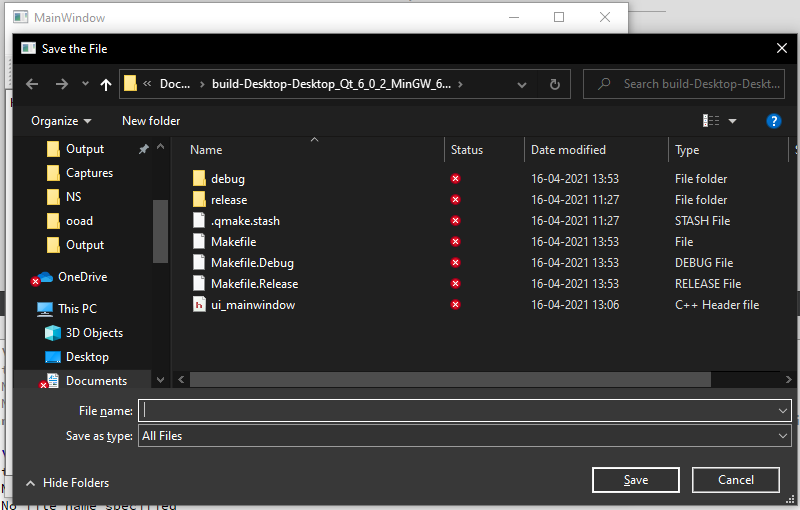 MainWindow
Save the File
Doc... build-Desktop-Desktop_Qt_6_0_2_MinGW_6...
Search build-Desktop-Deskt...
Organize New folder
Name Status Date modified Type
Output
Captures
NS
ooad
Output
OneDrive
This PC
3D Objects
Desktop
Documents
debug 16-04-2021 13:53 File folder
release 16-04-2021 11:27 File folder
.qmake.stash 16-04-2021 11:27 STASH File
Makefile 16-04-2021 13:53 File
Makefile.Debug 16-04-2021 13:53 DEBUG File
Makefile.Release 16-04-2021 13:53 RELEASE File
ui_mainwindow 16-04-2021 13:06 C++ Header file
File name:
Save as type: All Files
Hide Folders
Save Cancel
No file name specified